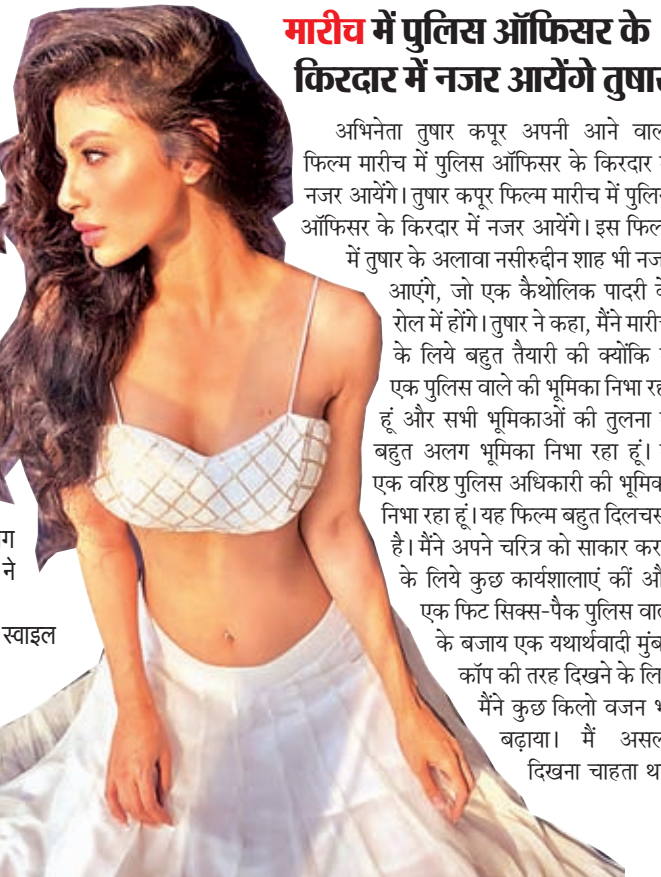 मारीच में पुलिस ऑफिसर के
किरदार में नजर आयेंगे तुषार
अभिनेता तुषार कपूर अपनी आने
फिल्म मारीच में पुलिस ऑफिसर के किरदार
नजर आयेंगे। तुषार कपूर फिल्म मारीच में
ऑफिसर के किरदार में नजर आयेंगे। इस
में तुषार के अलावा नसीरुद्दीन शाह भी
आएंगे, जो एक कैथोलिक पादरी
रोल में होंगे। तुषार ने कहा, मैंने
के लिये बहुत तैयारी की क्योंकि
एक पुलिस वाले की भूमिका निभा
हूं और सभी भूमिकाओं की तुलना
बहुत अलग भूमिका निभा रहा हूं।
एक वरिष्ठ पुलिस अधिकारी की
निभा रहा हूं। यह फिल्म बहुत
है। मैंने अपने चरित्र को साकार
के लिये कुछ कार्यशालाएं कीं
एक फिट सिक्स-पैक पुलिस
के बजाय एक यथार्थवादी
कॉप की तरह दिखने के
मैंने कुछ किलो वजन
बढ़ाया। मैं
दिखना चाहता
ने
स्वाइल